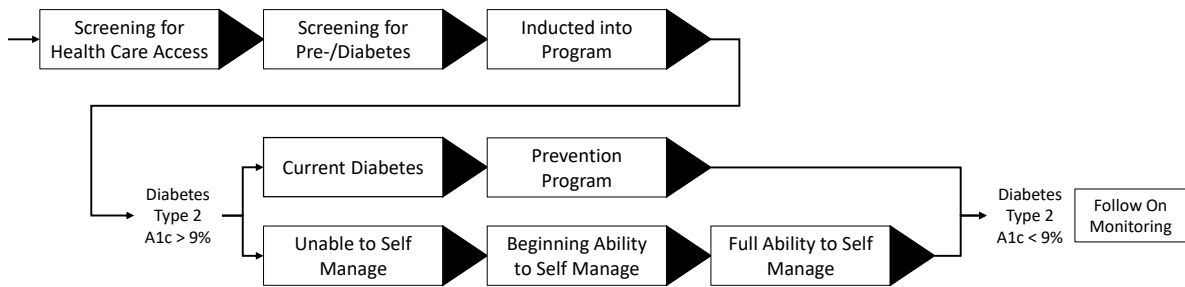 Screening for
Health Care Access
Screening for
Pre-/Diabetes
Inducted into
Program
Diabetes
Type 2
A1c > 9%
Current Diabetes
Prevention
Program
Unable to Self
Manage
Beginning Ability
to Self Manage
Full Ability to Self
Manage
Diabetes
Type 2
A1c < 9%
Follow On
Monitoring